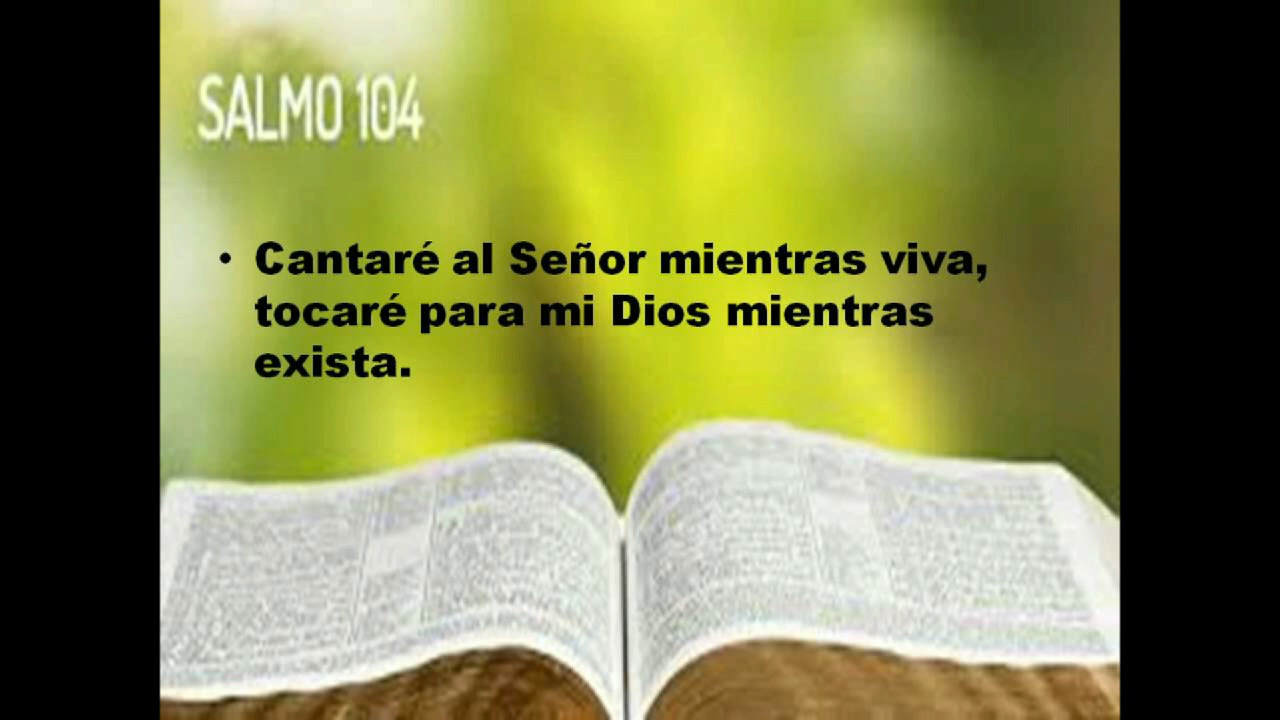 SALMO 104
• Cantaré al Señor mientras viva,
tocaré para mi Dios mientras
exista.